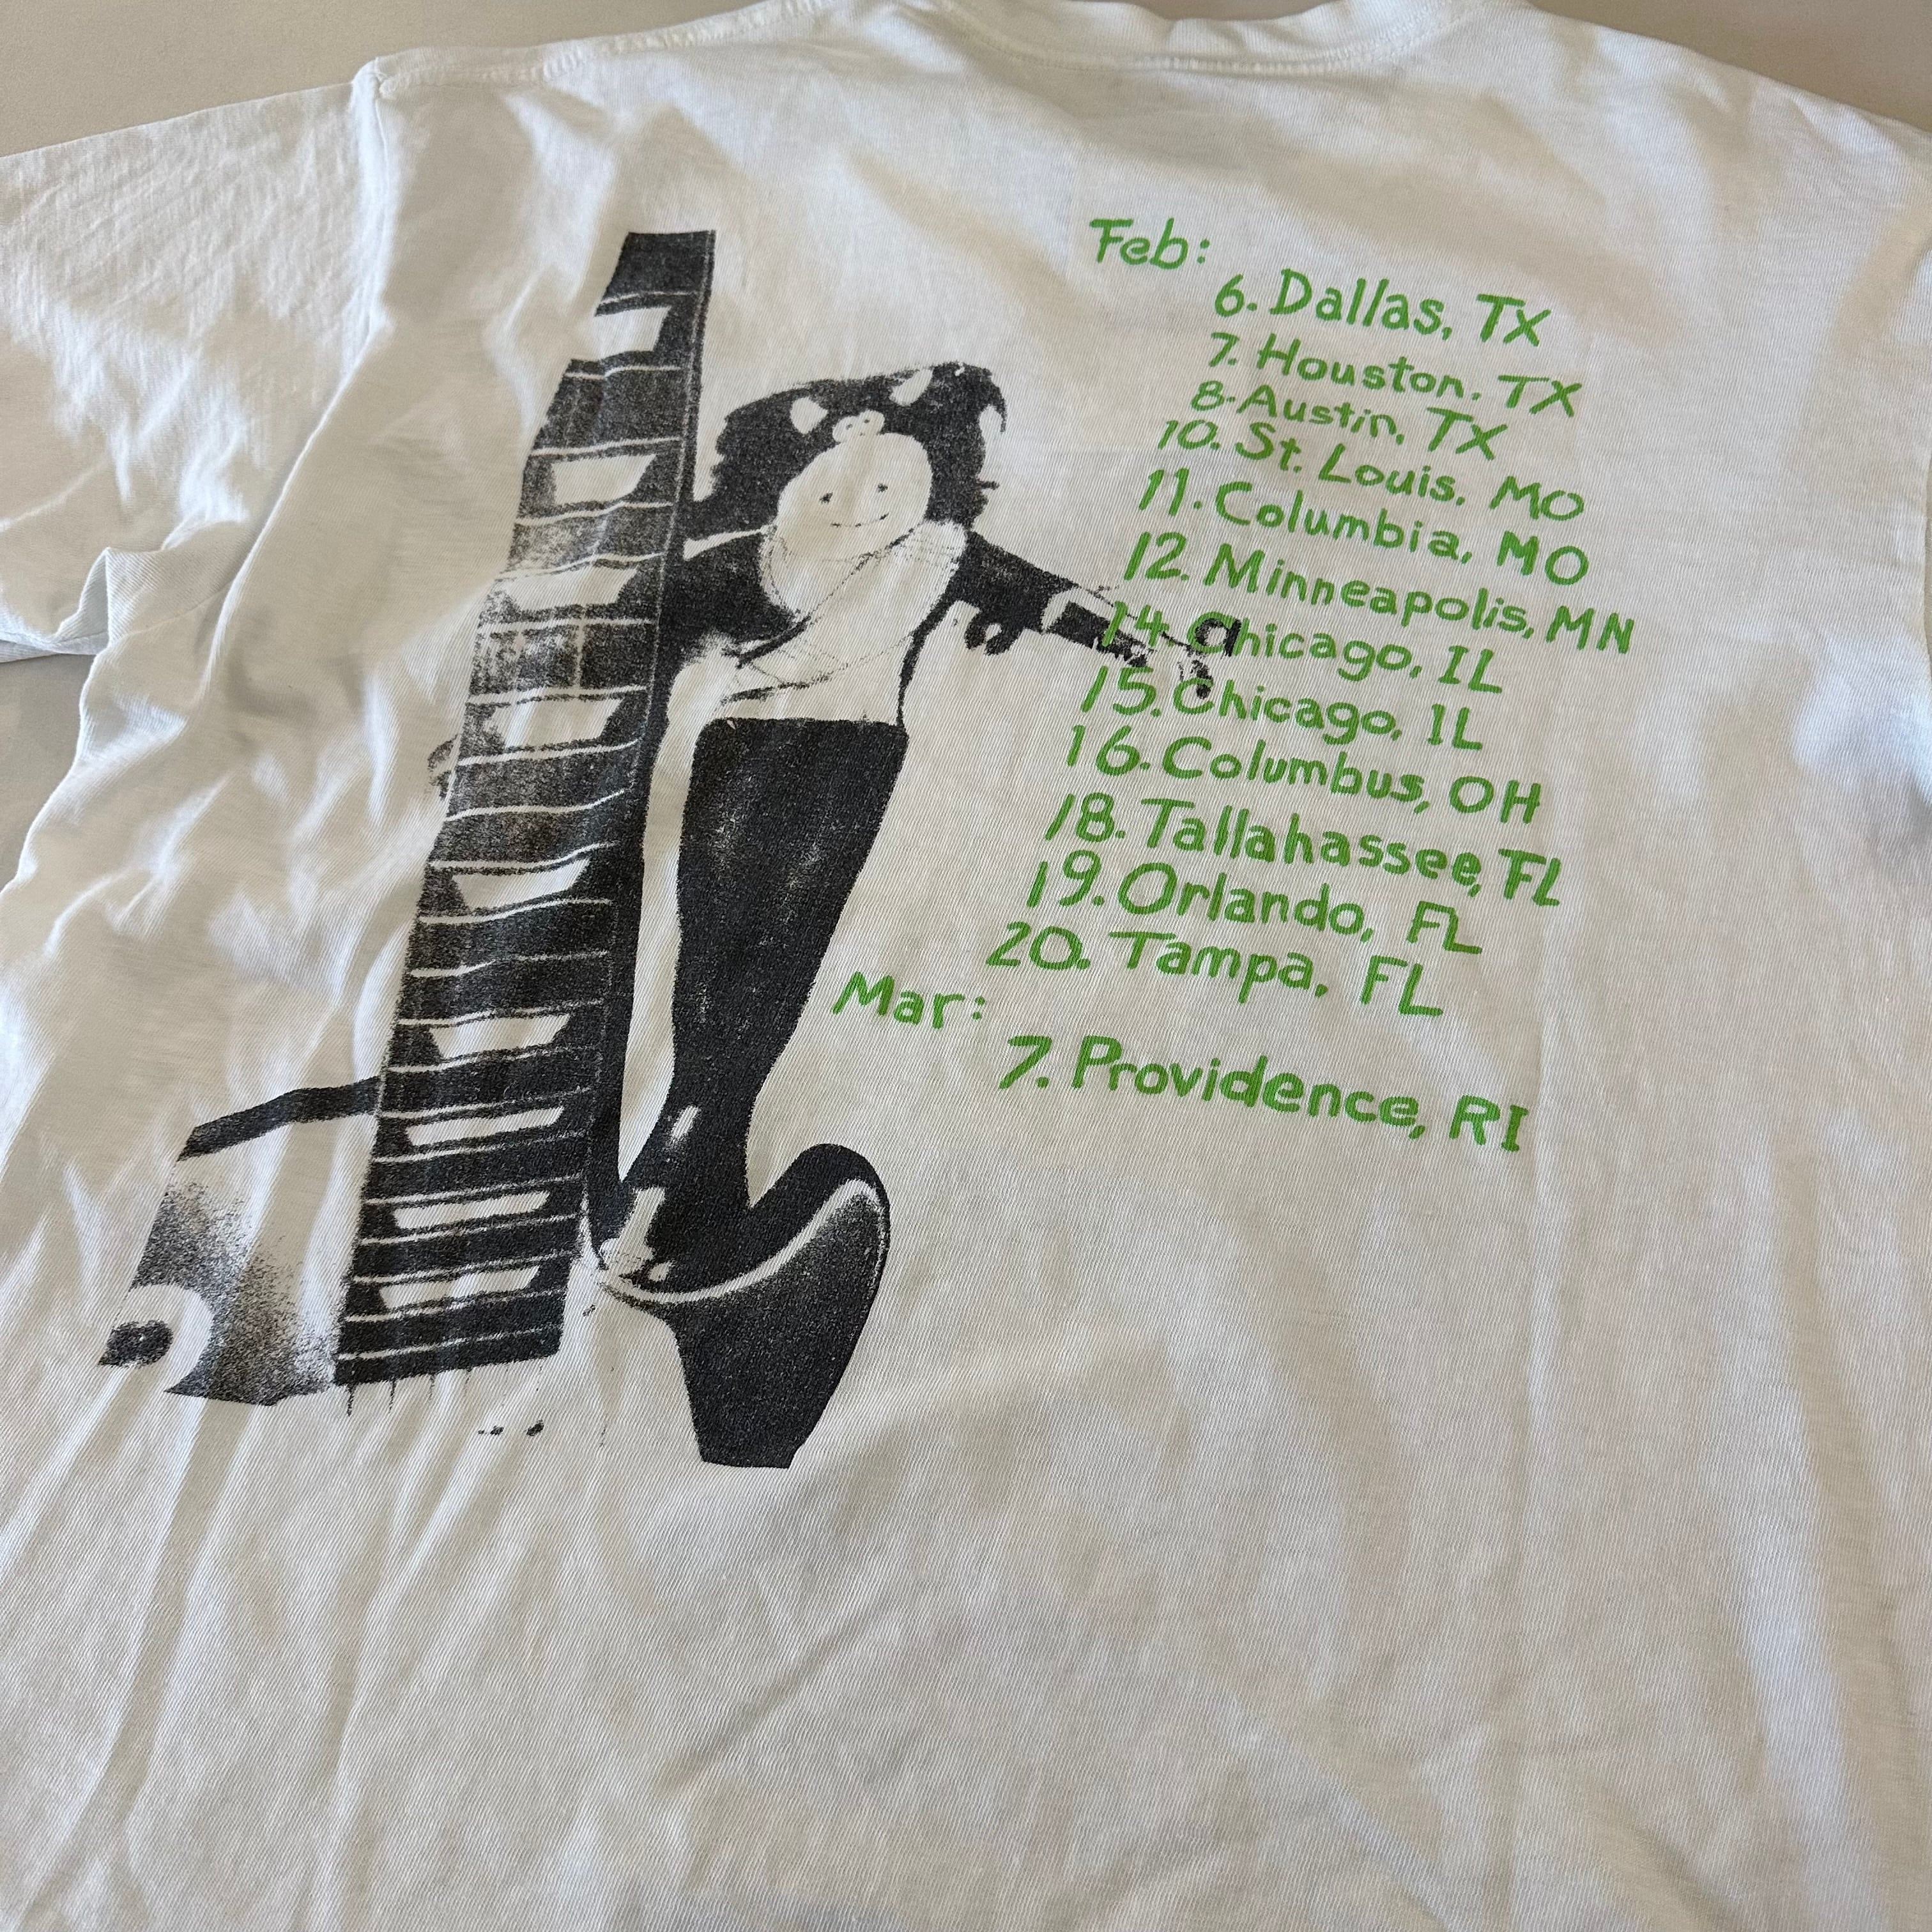 Feb:
6. Dallas, TX
7. Houston, TX
8. Austin, TX
10. St. Louis, MO
11. Columbia, MO
12. Minneapolis, MN
14. Chicago, IL
15. Chicago, IL
16. Columbus, OH
18. Tallahassee, FL
19. Orlando, FL
20. Tampa, FL
Mar:
7. Providence, RI